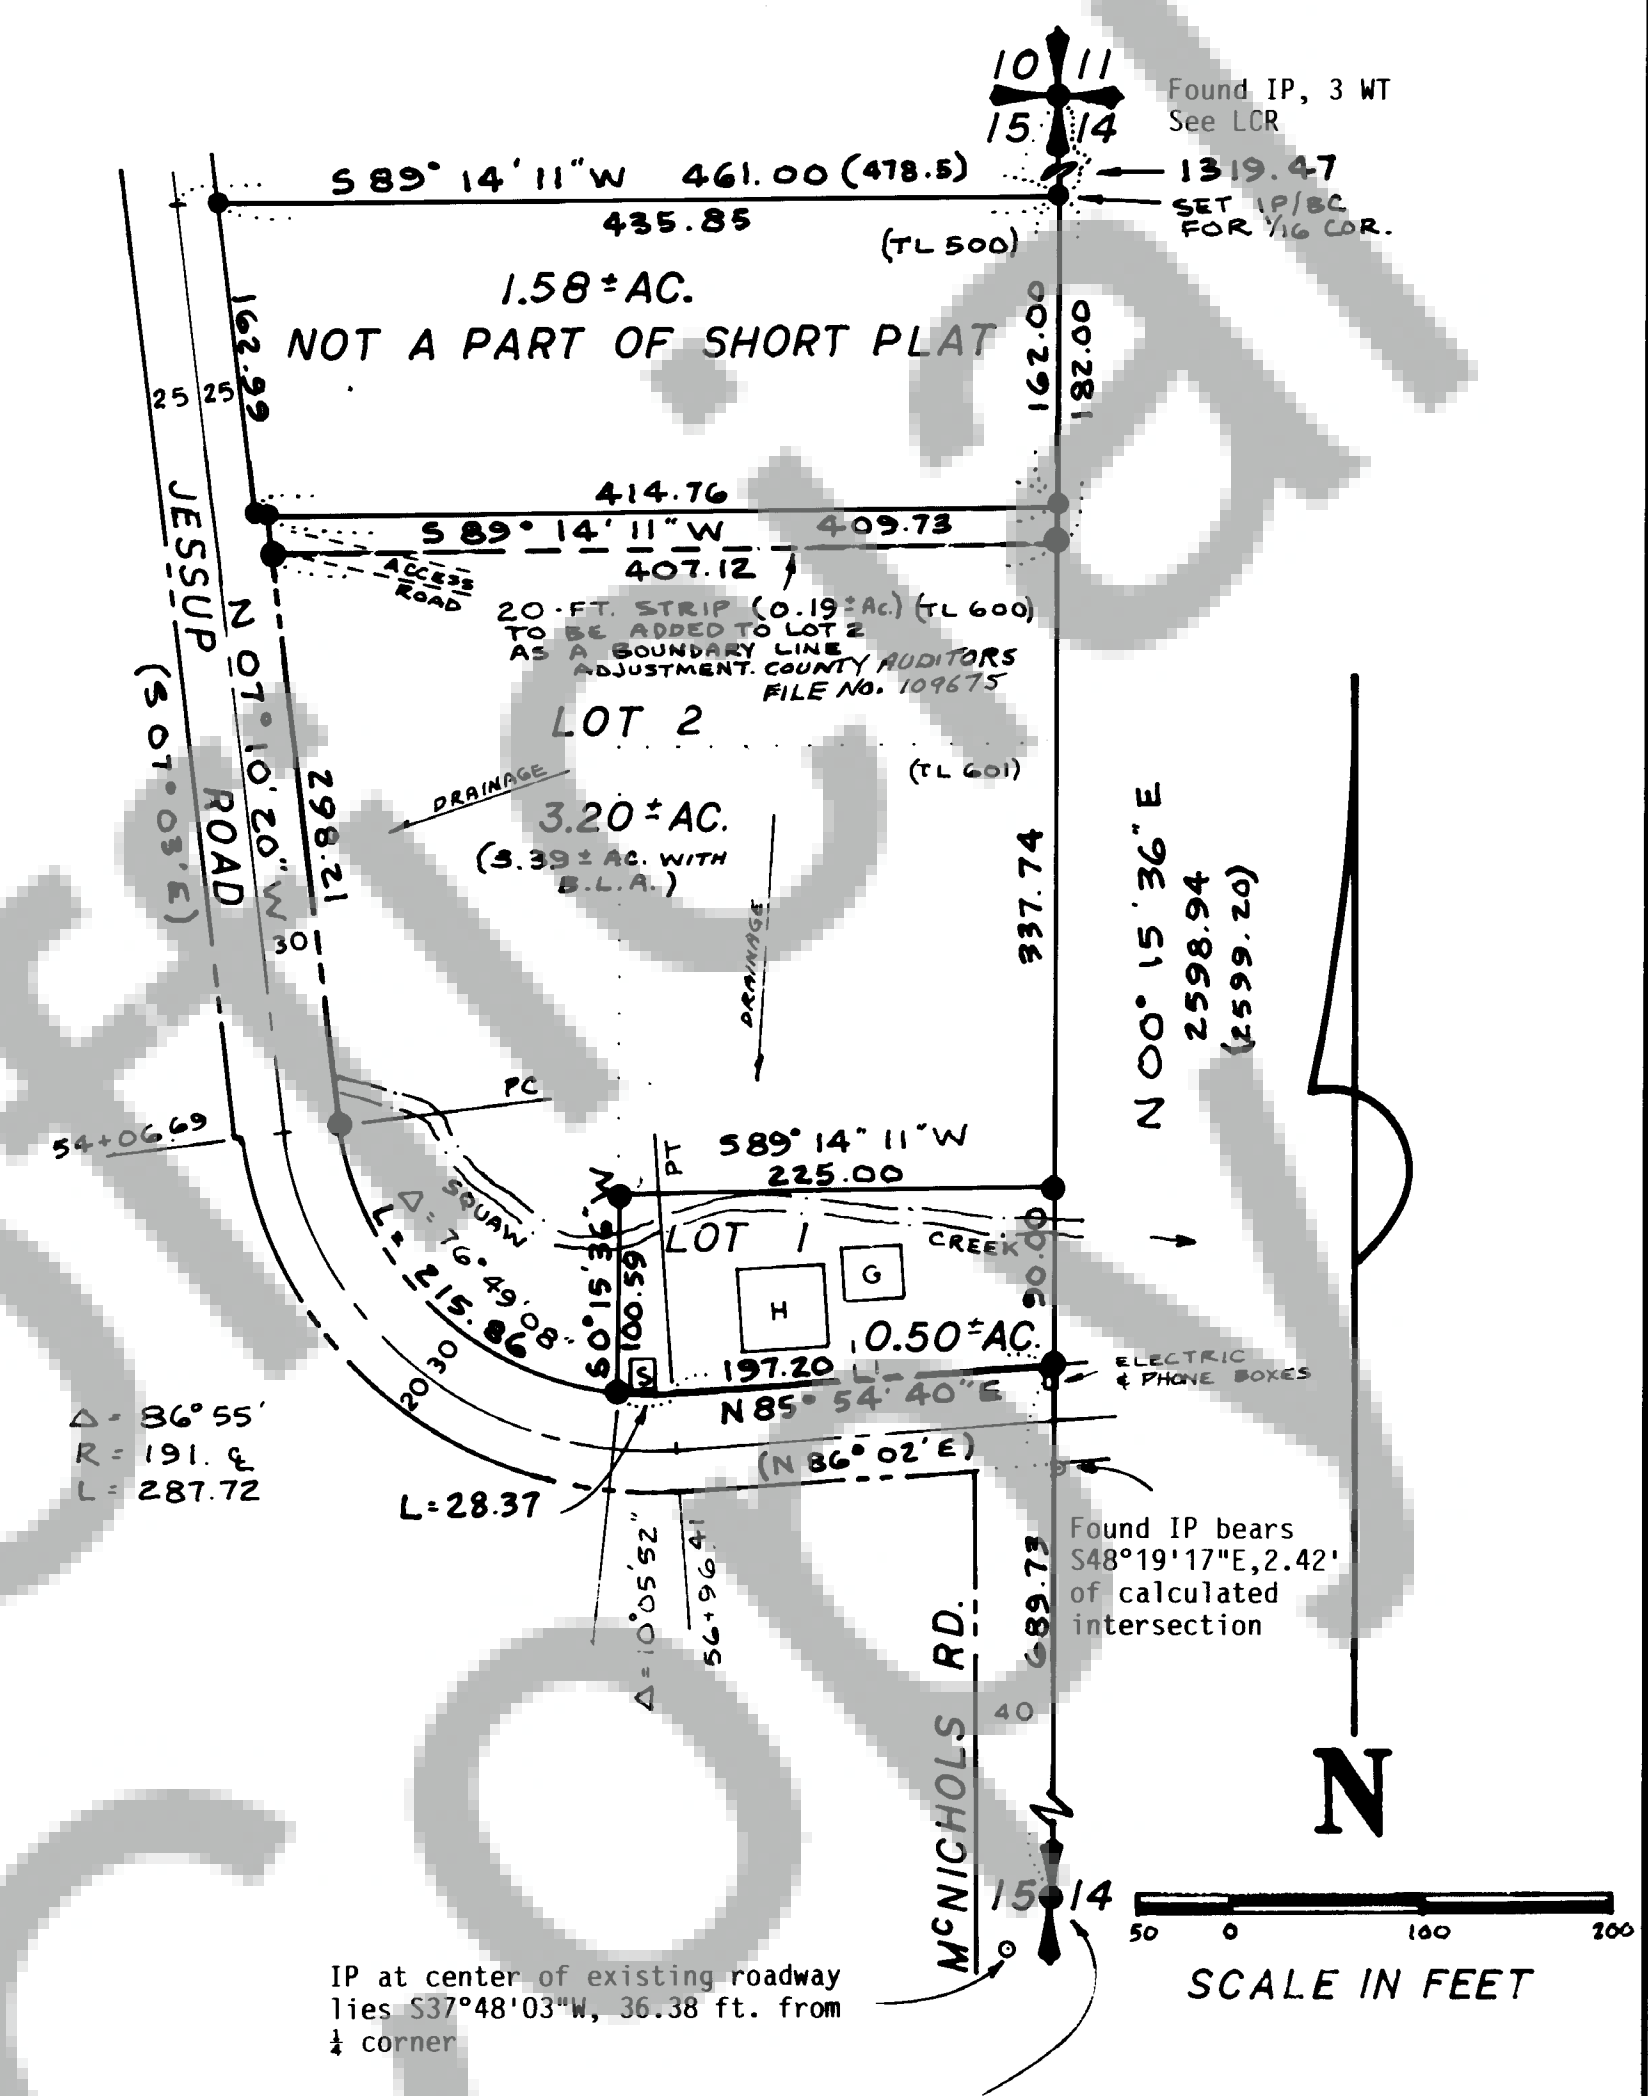 10 11
15 14
Found IP, 3 WT
See LCR
S 89° 14' 11" W 461.00 (478.5)
435.85
1319.47
SET IP/BC
FOR 1/16 COR.
(TL 500)
1.58 ± AC.
NOT A PART OF SHORT PLAT
162.99
162.00
182.00
25 25
414.76
S 89° 14' 11" W 409.73
407.12
ACCESS
ROAD
20-FT. STRIP (0.19 ± Ac.) (TL 600)
TO BE ADDED TO LOT 2
AS A BOUNDARY LINE
ADJUSTMENT. COUNTY AUDITORS
FILE NO. 109675
JESSUP ROAD
(S 07° 03' E)
N 07° 10' 20" W
298.21
30
LOT 2
(TL 601)
DRAINAGE
3.20 ± AC.
(3.39 ± AC. WITH
B.L.A.)
DRAINAGE
337.74
N 00° 15' 36" E
2598.94
(2599.20)
PC
54+06.69
PT
S89° 14" 11" W
225.00
SQUAW
CREEK
Δ = 76° 49' 08"
L = 215.86
S 0° 15' 36" W
100.59
LOT 1
H
G
S
90.00
0.50 ± AC.
197.20
N 85° 54' 40" E
(N 86° 02' E)
ELECTRIC
& PHONE BOXES
20 30
Δ = 86° 55'
R = 191. ℄
L = 287.72
L = 28.37
Δ = 10° 05' 52"
56+96.41
Found IP bears
S48°19'17"E,2.42'
of calculated
intersection
689.73
McNICHOLS RD.
40
15 14
N
50 0 100 200
SCALE IN FEET
IP at center of existing roadway
lies S37°48'03"W, 36.38 ft. from
¼ corner